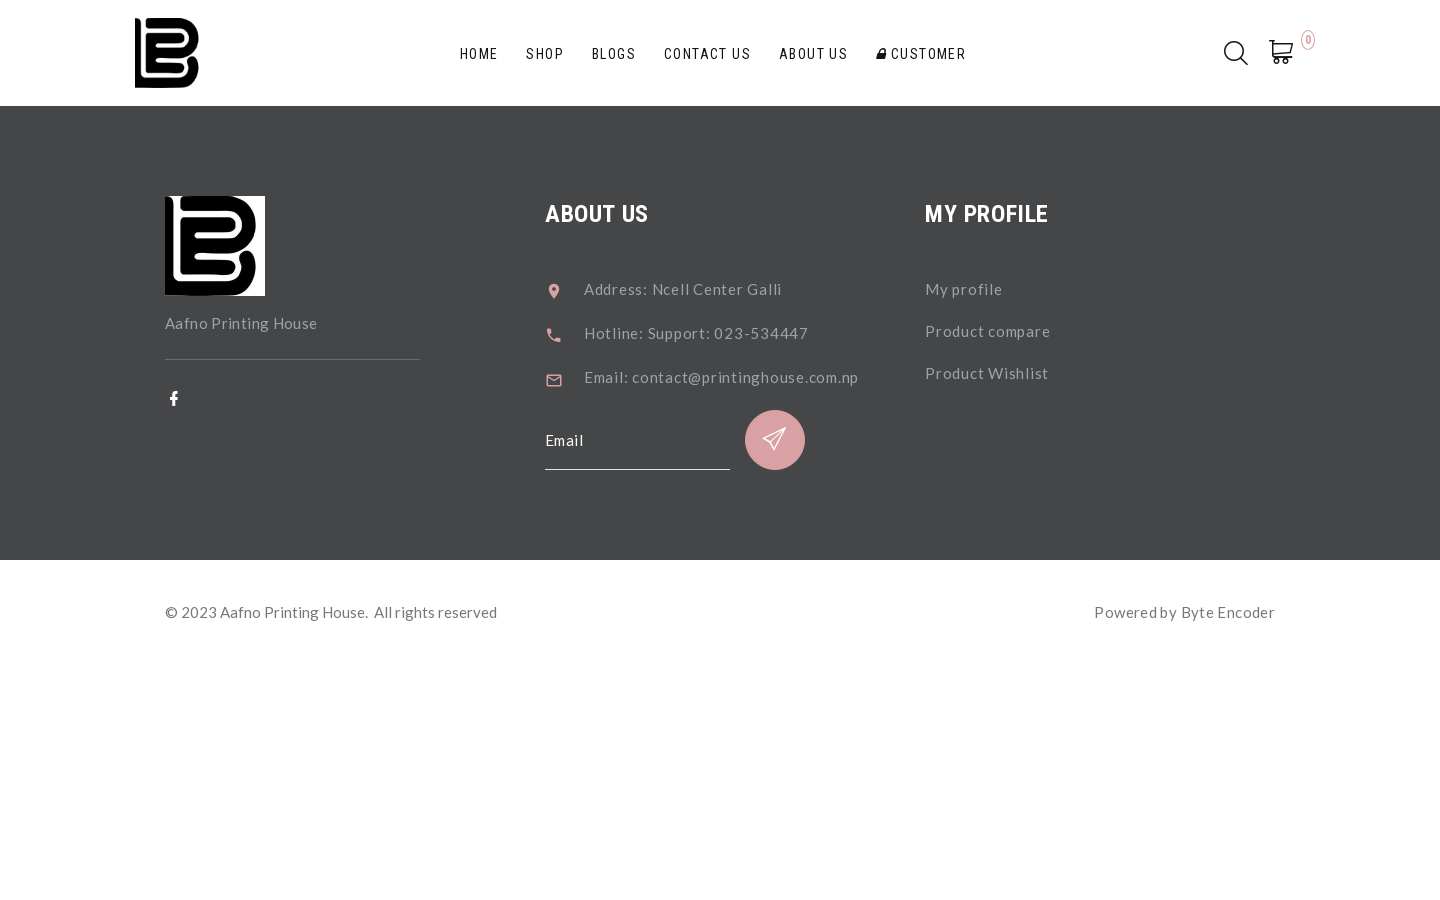 HOME SHOP BLOGS CONTACT US ABOUT US CUSTOMER
0
Aafno Printing House
ABOUT US
Address: Ncell Center Galli
Hotline: Support: 023-534447
Email: contact@printinghouse.com.np
Email
MY PROFILE
My profile
Product compare
Product Wishlist
© 2023 Aafno Printing House. All rights reserved
Powered by Byte Encoder